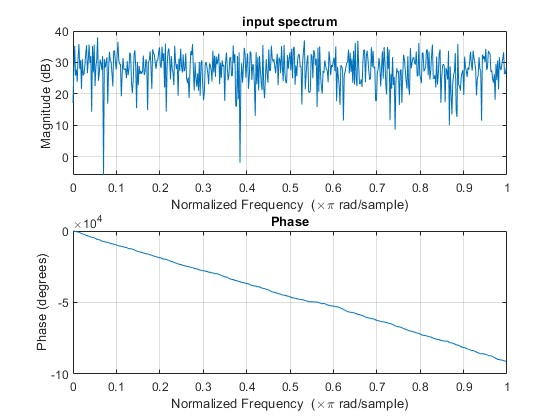 input spectrum
40
30
20
10
0
Magnitude (dB)
0 0.1 0.2 0.3 0.4 0.5 0.6 0.7 0.8 0.9 1
Normalized Frequency (×π rad/sample)
Phase
×10⁴
0
-5
-10
Phase (degrees)
0 0.1 0.2 0.3 0.4 0.5 0.6 0.7 0.8 0.9 1
Normalized Frequency (×π rad/sample)